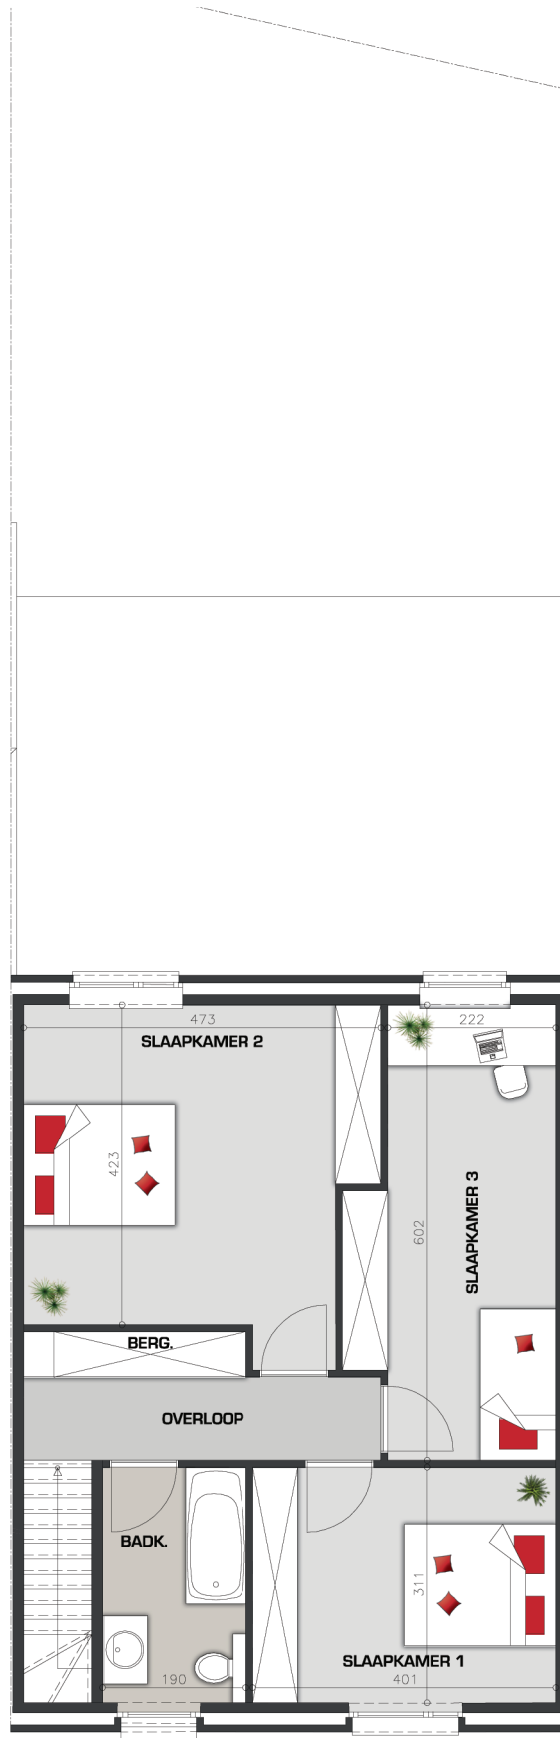 473
222
SLAAPKAMER 2
423
SLAAPKAMER 3
602
BERG.
OVERLOOP
BADK.
311
SLAAPKAMER 1
190
401